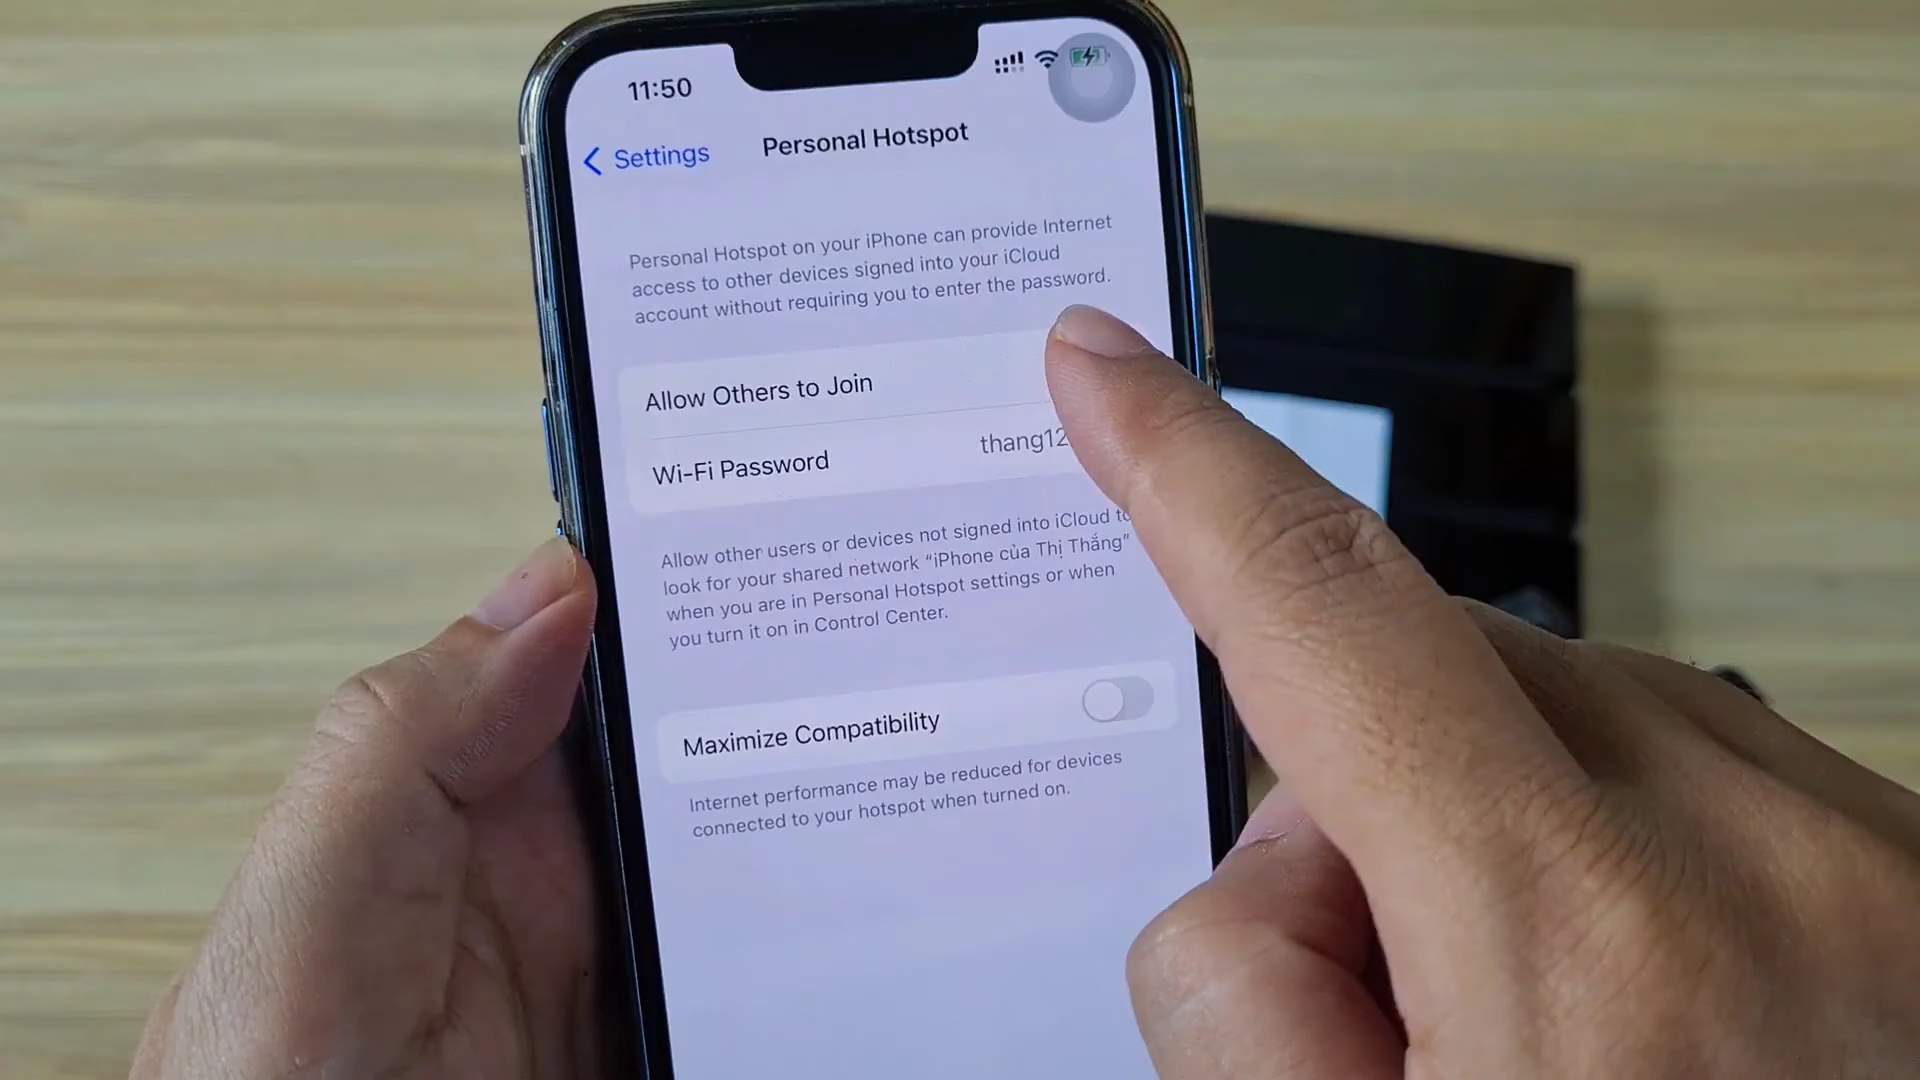 11:50
Settings
Personal Hotspot
Personal Hotspot on your iPhone can provide Internet
access to other devices signed into your iCloud
account without requiring you to enter the password.
Allow Others to Join
Wi-Fi Password
thang12
Allow other users or devices not signed into iCloud to
look for your shared network “iPhone của Thị Thắng”
when you are in Personal Hotspot settings or when
you turn it on in Control Center.
Maximize Compatibility
Internet performance may be reduced for devices
connected to your hotspot when turned on.